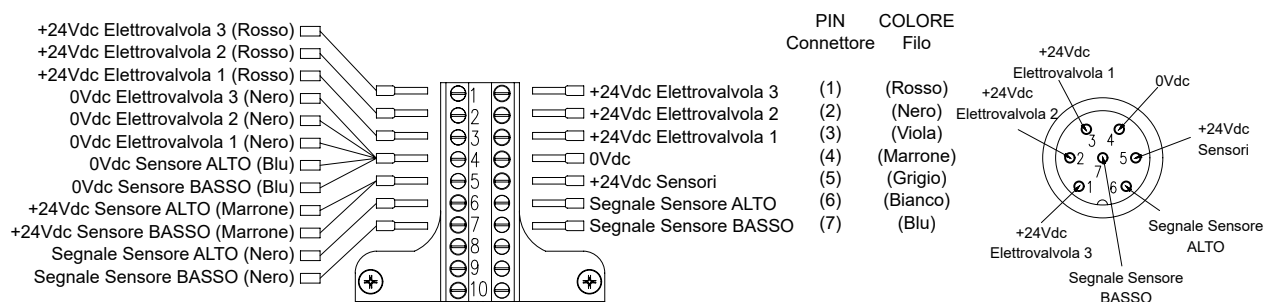 +24Vdc Elettrovalvola 3 (Rosso)
+24Vdc Elettrovalvola 2 (Rosso)
+24Vdc Elettrovalvola 1 (Rosso)
0Vdc Elettrovalvola 3 (Nero)
0Vdc Elettrovalvola 2 (Nero)
0Vdc Elettrovalvola 1 (Nero)
0Vdc Sensore ALTO (Blu)
0Vdc Sensore BASSO (Blu)
+24Vdc Sensore ALTO (Marrone)
+24Vdc Sensore BASSO (Marrone)
Segnale Sensore ALTO (Nero)
Segnale Sensore BASSO (Nero)
1
2
3
4
5
6
7
8
9
10
PIN COLORE
Connettore Filo
+24Vdc Elettrovalvola 3 (1) (Rosso)
+24Vdc Elettrovalvola 2 (2) (Nero)
+24Vdc Elettrovalvola 1 (3) (Viola)
0Vdc (4) (Marrone)
+24Vdc Sensori (5) (Grigio)
Segnale Sensore ALTO (6) (Bianco)
Segnale Sensore BASSO (7) (Blu)
+24Vdc
Elettrovalvola 1
0Vdc
+24Vdc
Elettrovalvola 2
+24Vdc
Sensori
3 4
2 5
7
1 6
+24Vdc
Elettrovalvola 3
Segnale Sensore
ALTO
Segnale Sensore
BASSO